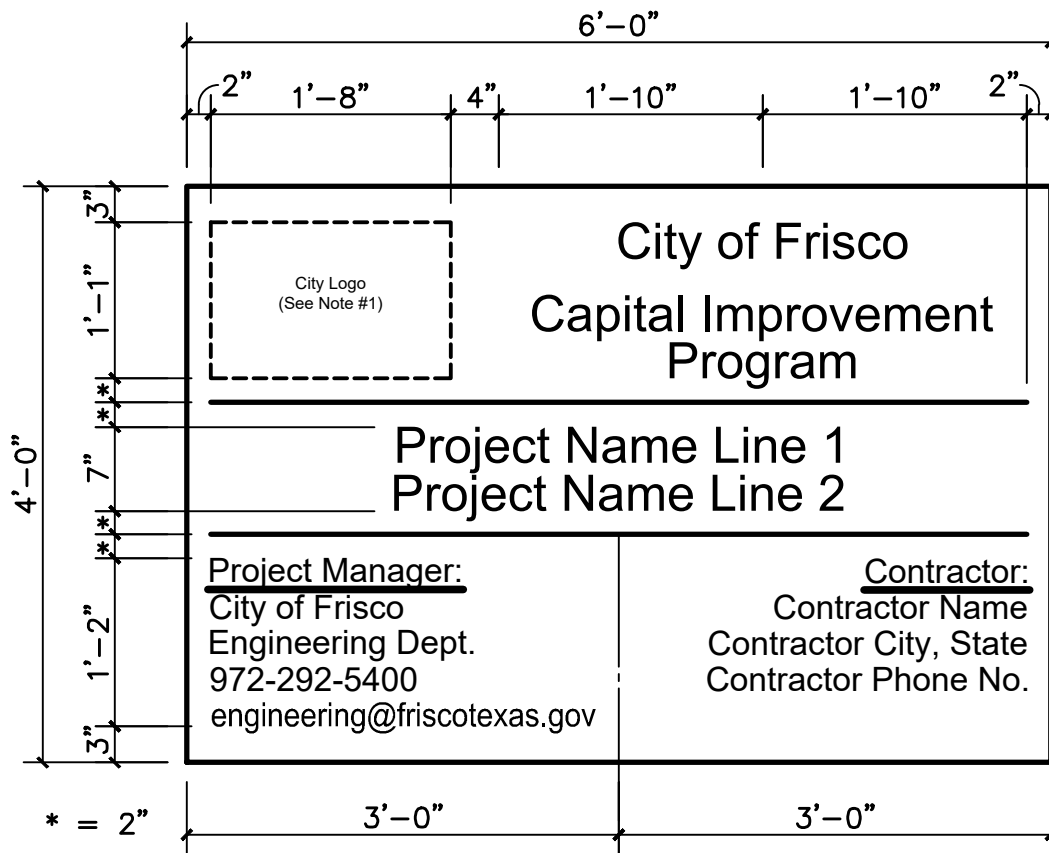 6'-0"
2" 1'-8" 4" 1'-10" 1'-10" 2"
3"
1'-1"
*
*
7"
*
*
1'-2"
3"
4'-0"
City Logo
(See Note #1)
City of Frisco
Capital Improvement
Program
Project Name Line 1
Project Name Line 2
Project Manager:
City of Frisco
Engineering Dept.
972-292-5400
engineering@friscotexas.gov
Contractor:
Contractor Name
Contractor City, State
Contractor Phone No.
* = 2"
3'-0" 3'-0"